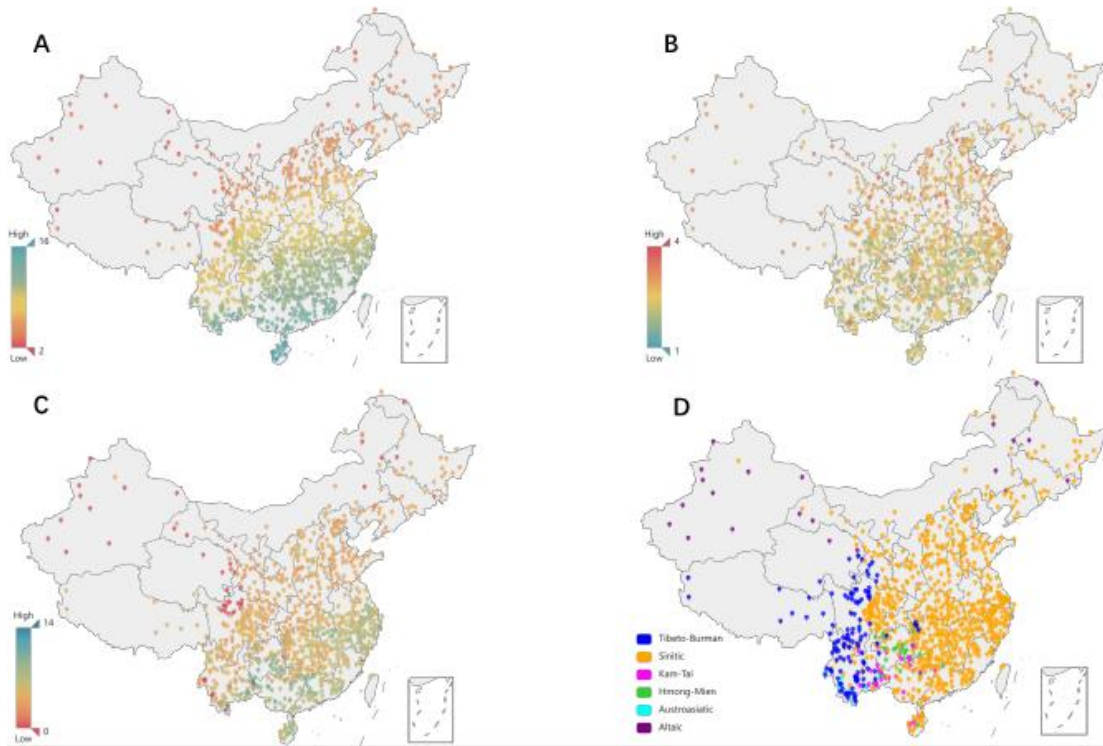 A
B
High
16
Low
2
High
4
Low
1
C
D
High
14
Low
0
Tibeto-Burman
Sinitic
Kam-Tai
Hmong-Mien
Austroasiatic
Altaic